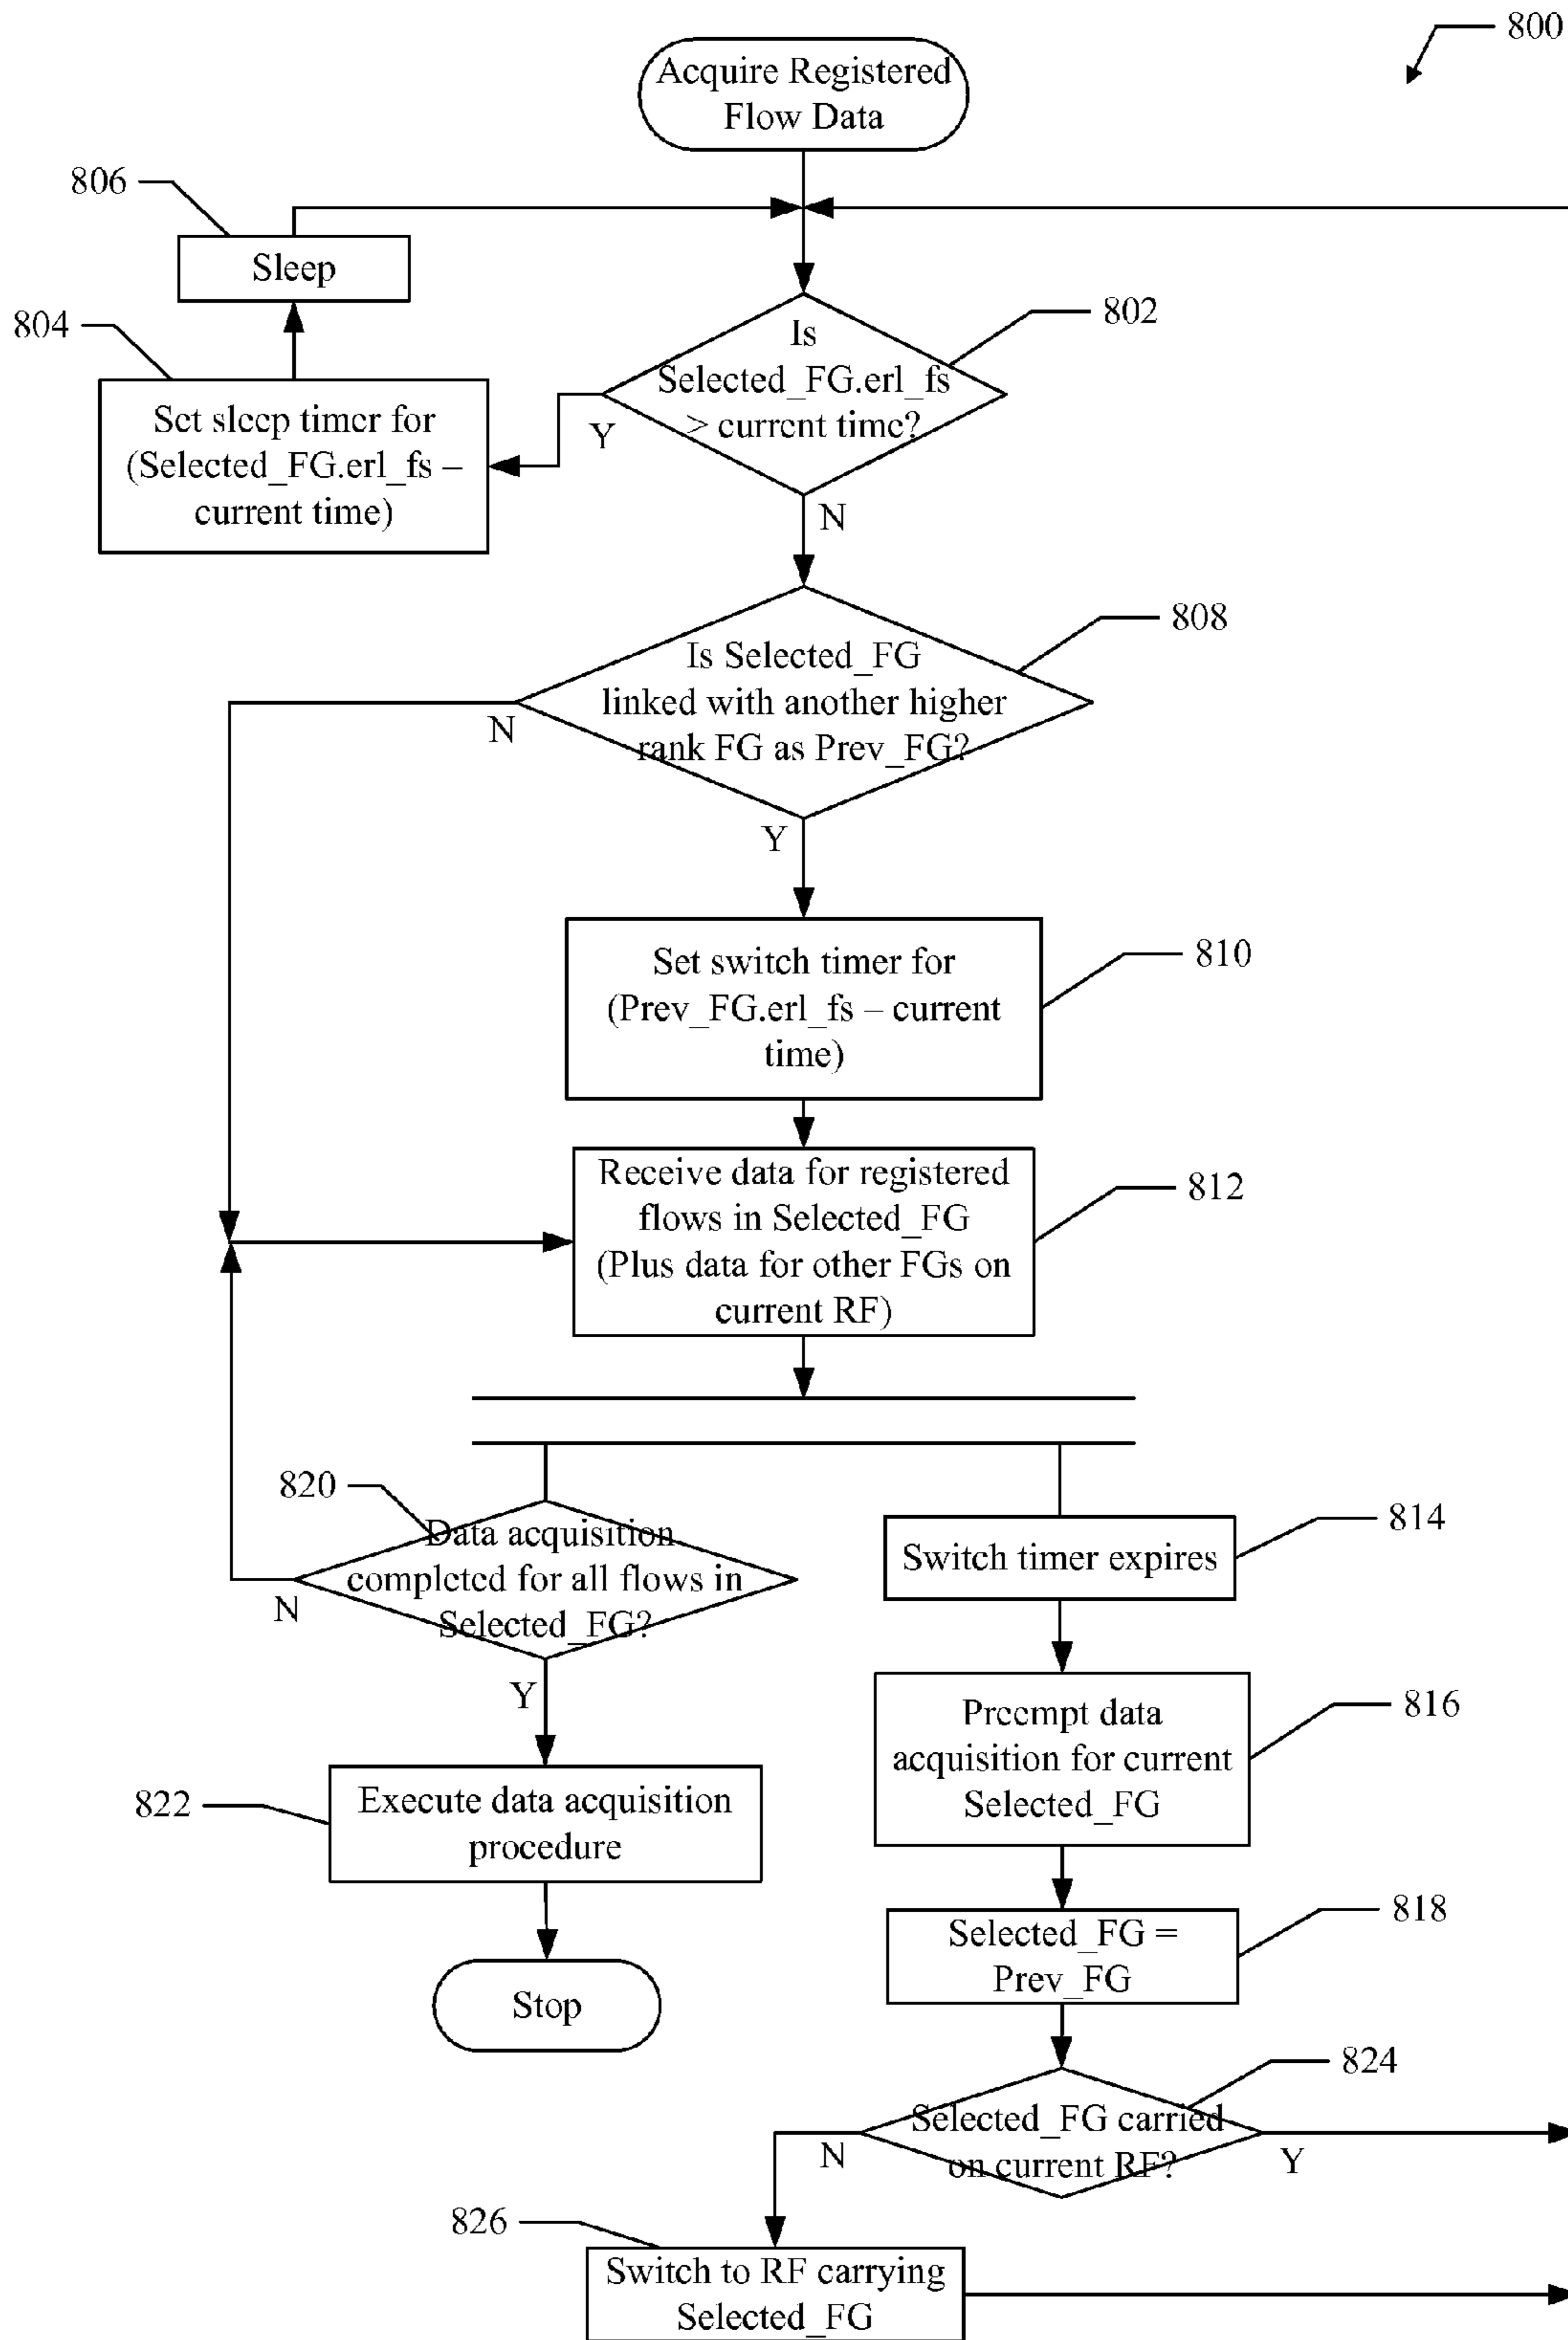 800
Acquire Registered
Flow Data
806
Sleep
804
Set sleep timer for
(Selected_FG.erl_fs –
current time)
802
Is
Selected_FG.erl_fs
> current time?
Y
N
808
Is Selected_FG
linked with another higher
rank FG as Prev_FG?
N
Y
810
Set switch timer for
(Prev_FG.erl_fs – current
time)
812
Receive data for registered
flows in Selected_FG
(Plus data for other FGs on
current RF)
820
Data acquisition
completed for all flows in
Selected_FG?
N
Y
814
Switch timer expires
816
Preempt data
acquisition for current
Selected_FG
822
Execute data acquisition
procedure
818
Selected_FG =
Prev_FG
Stop
824
Selected_FG carried
on current RF?
N
Y
826
Switch to RF carrying
Selected_FG